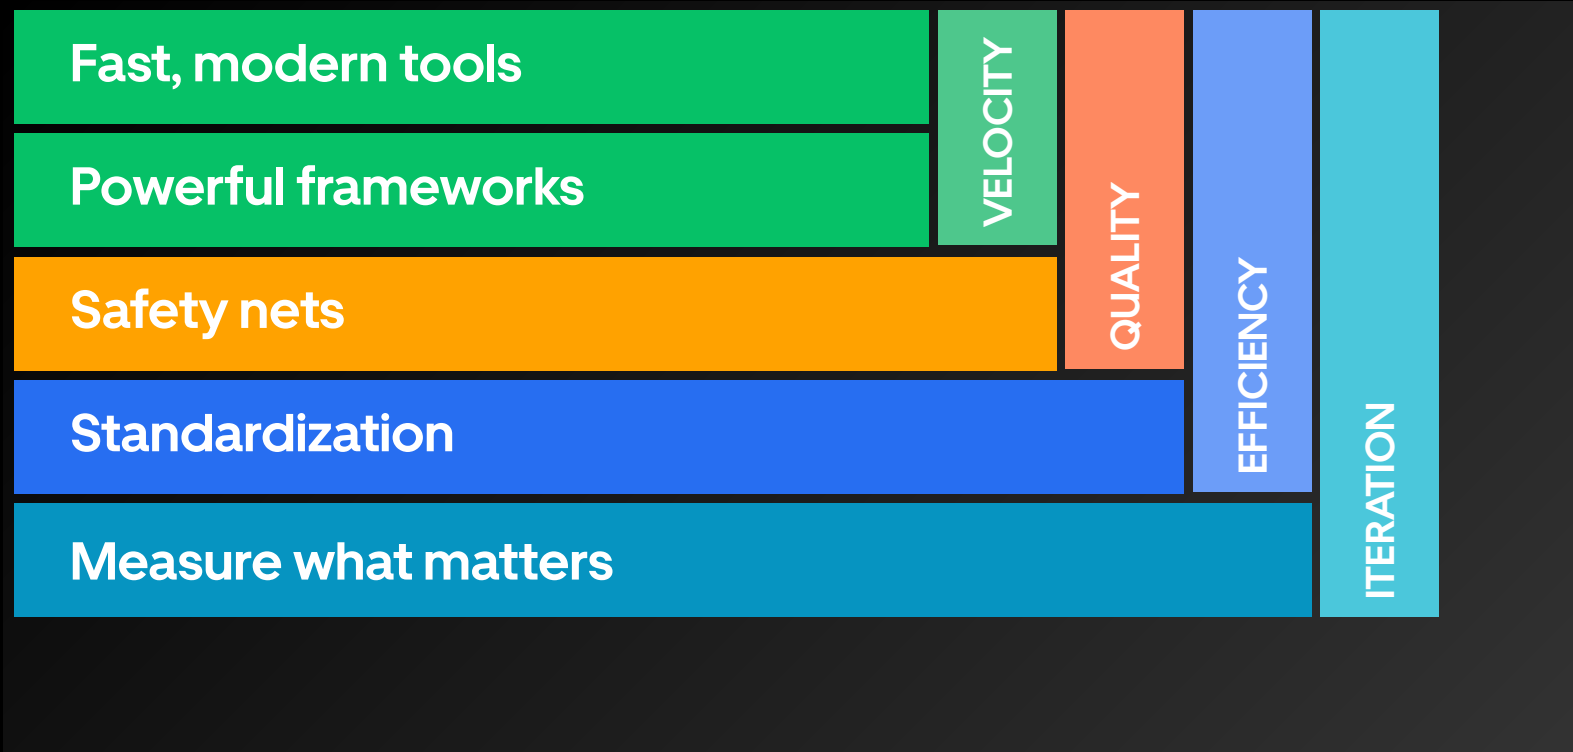 Fast, modern tools
Powerful frameworks
Safety nets
Standardization
Measure what matters
VELOCITY
QUALITY
EFFICIENCY
ITERATION